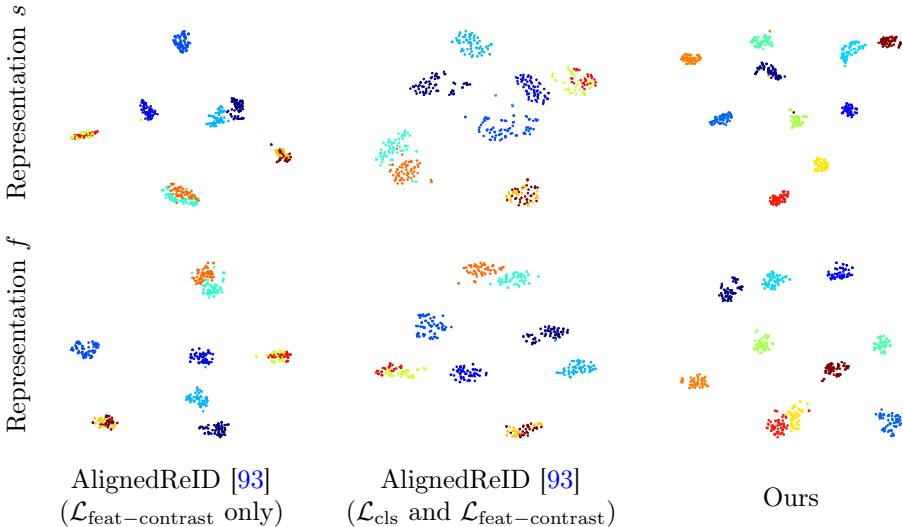 Representation s
Representation f
AlignedReID [93]
(ℒfeat−contrast only)
AlignedReID [93]
(ℒcls and ℒfeat−contrast)
Ours